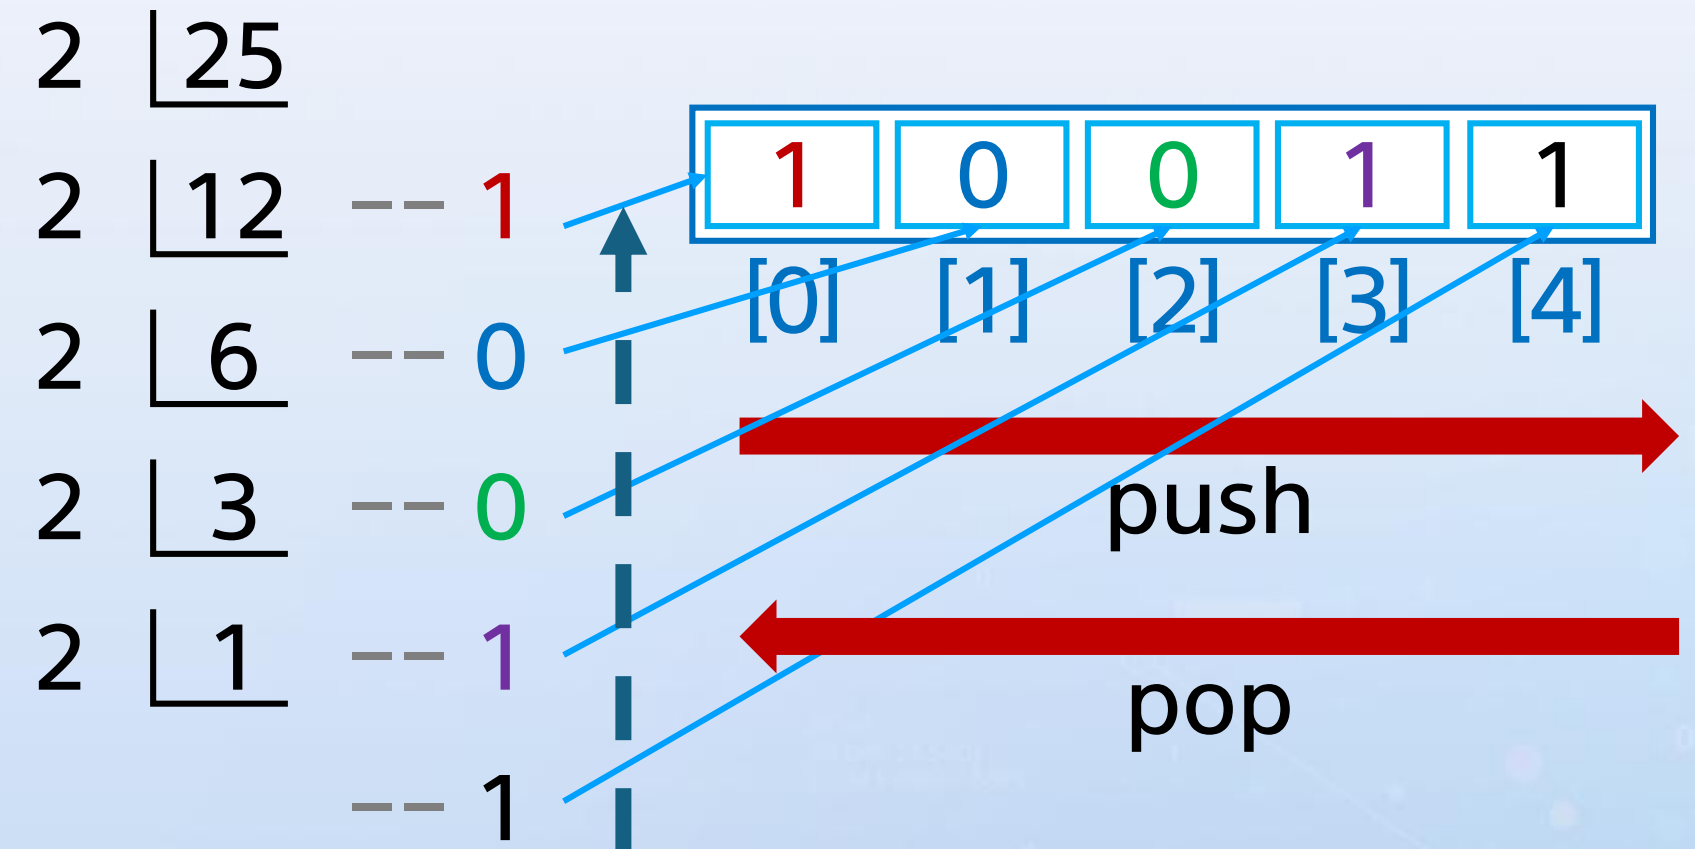 2 25
2 12 -- 1
2 6 -- 0
2 3 -- 0
2 1 -- 1
-- 1
1 0 0 1 1
[0] [1] [2] [3] [4]
push
pop